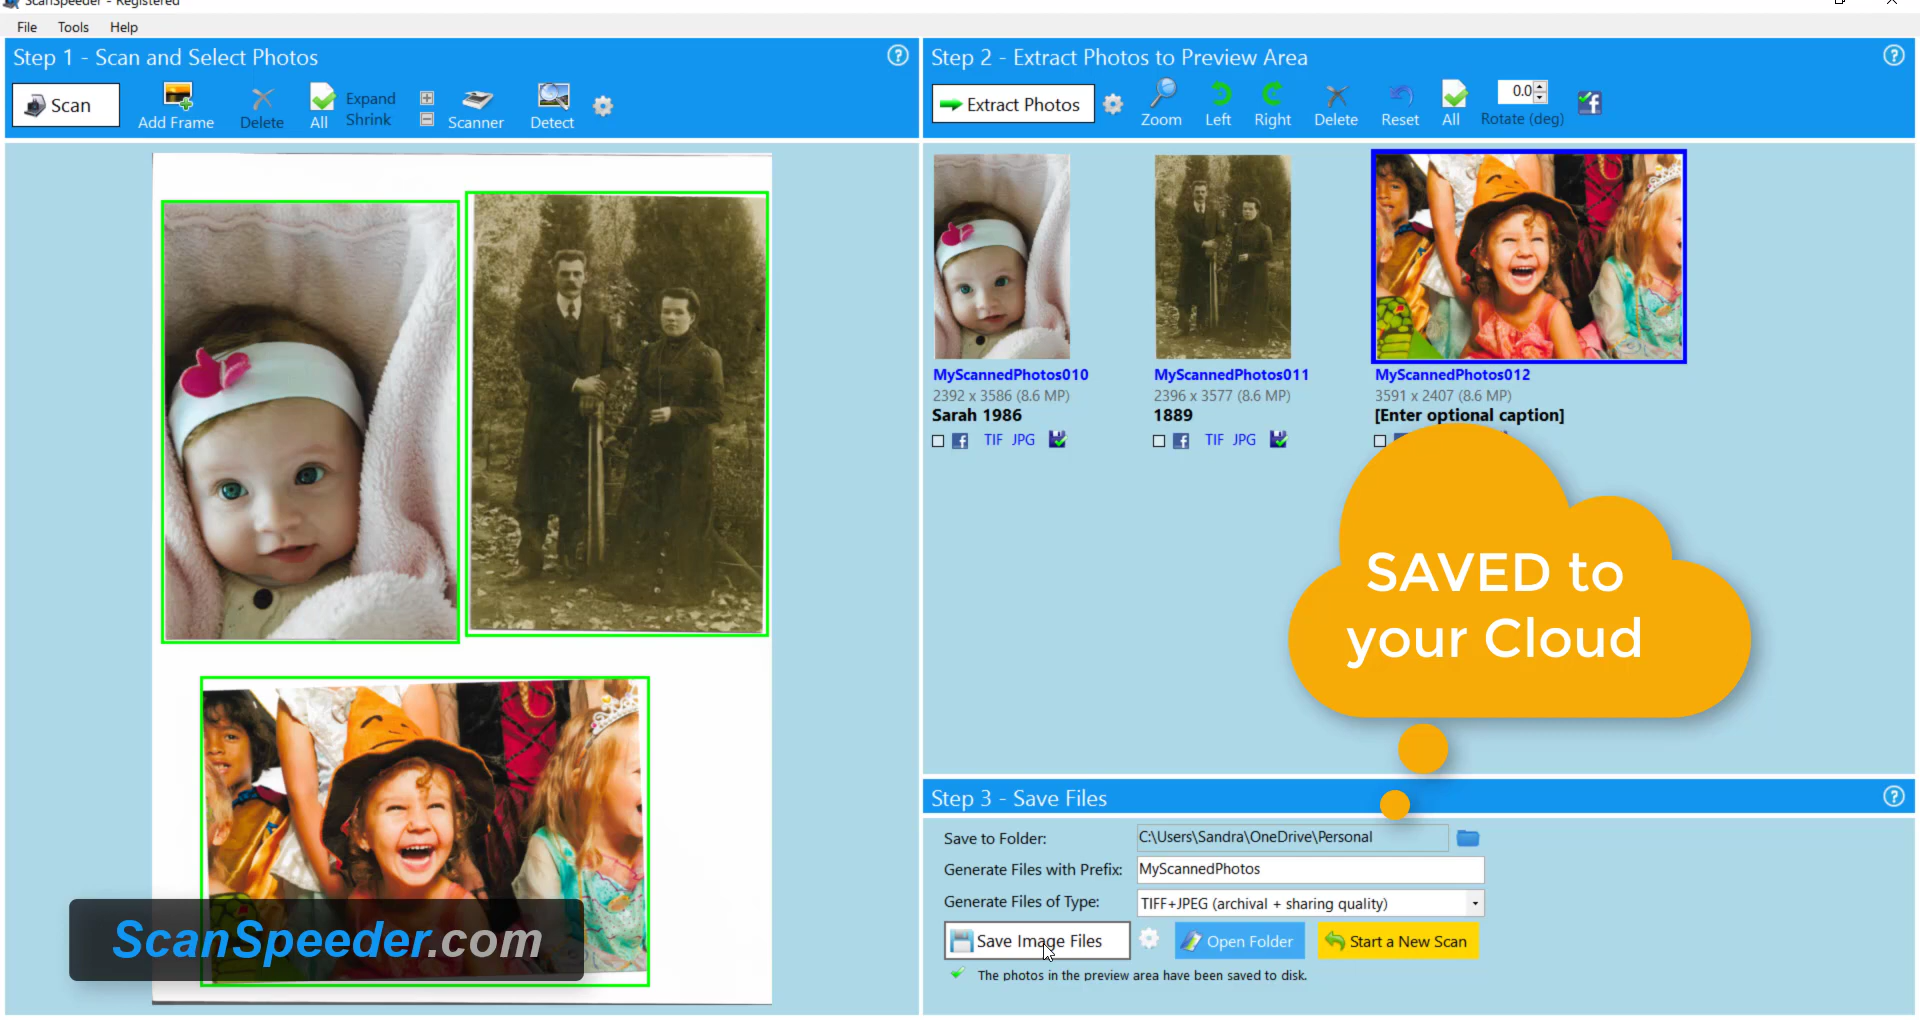 ScanSpeeder - Registered
File Tools Help
Step 1 - Scan and Select Photos
Scan
Add Frame
Delete
All
Expand
Shrink
Scanner
Detect
Step 2 - Extract Photos to Preview Area
Extract Photos
Zoom
Left
Right
Delete
Reset
All
0.0
Rotate (deg)
MyScannedPhotos010
2392 x 3586 (8.6 MP)
Sarah 1986
TIF JPG
MyScannedPhotos011
2396 x 3577 (8.6 MP)
1889
TIF JPG
MyScannedPhotos012
3591 x 2407 (8.6 MP)
[Enter optional caption]
SAVED to
your Cloud
Step 3 - Save Files
Save to Folder: C:\Users\Sandra\OneDrive\Personal
Generate Files with Prefix: MyScannedPhotos
Generate Files of Type: TIFF+JPEG (archival + sharing quality)
Save Image Files
Open Folder
Start a New Scan
The photos in the preview area have been saved to disk.
ScanSpeeder.com